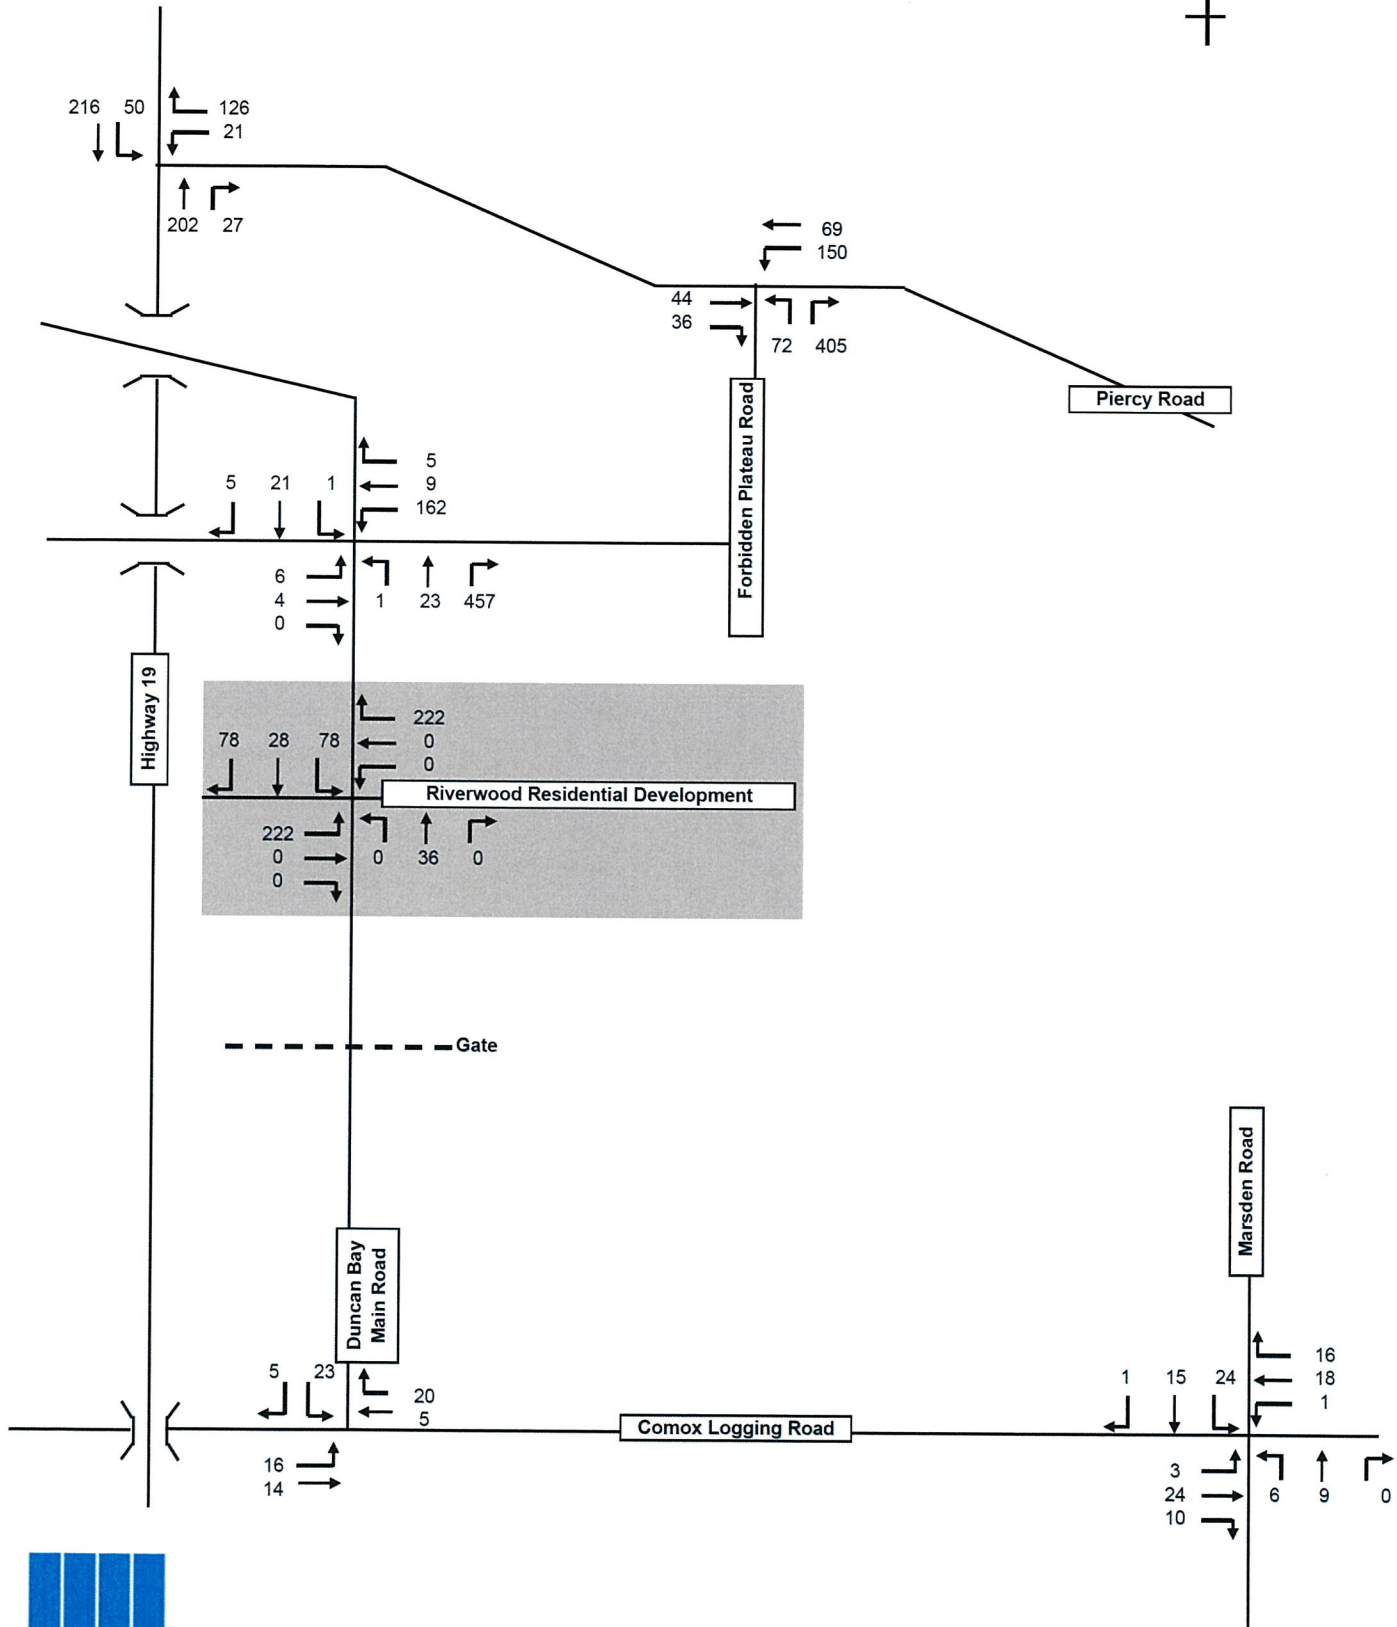 216 50 126
21
202 27
69
150
44
36
72 405
Piercy Road
Forbidden Plateau Road
5
5 21 1 9
162
6
4 1 23 457
0
Highway 19
222
78 28 78 0
0
Riverwood Residential Development
222
0 0 36 0
0
Gate
Marsden Road
Duncan Bay
Main Road
16
5 23 1 15 24 18
20 1
5
Comox Logging Road
16 3
14 24 6 9 0
10